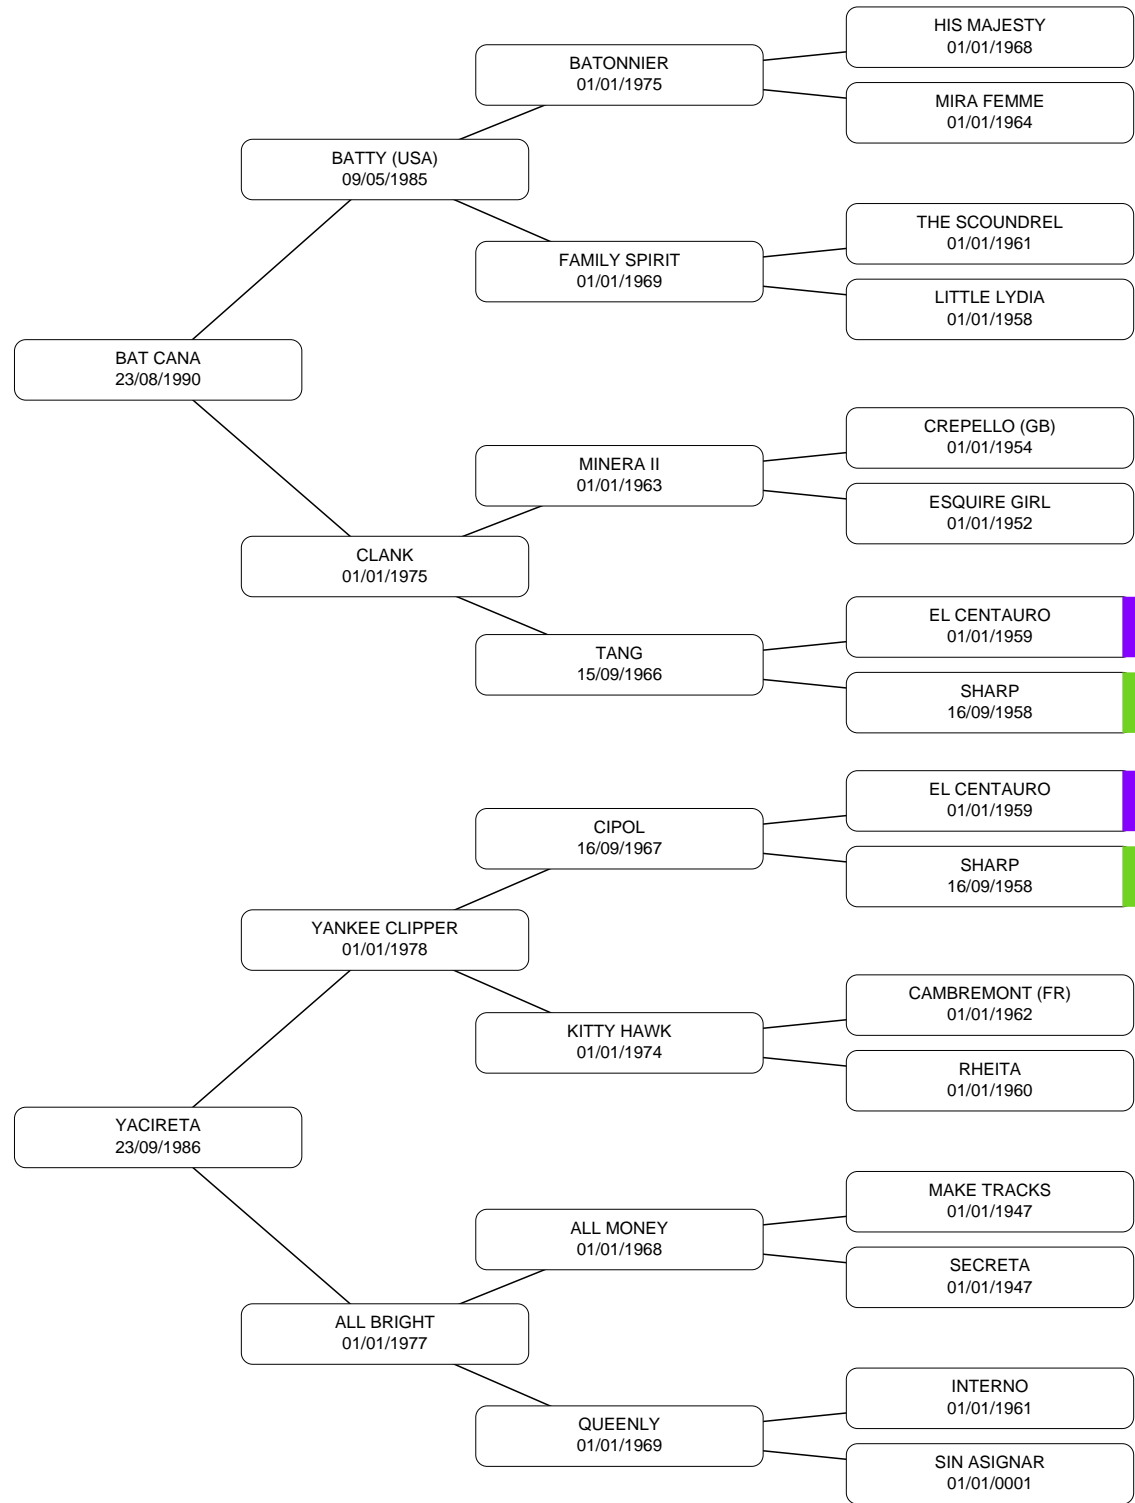 HIS MAJESTY
01/01/1968
BATONNIER
01/01/1975
MIRA FEMME
01/01/1964
BATTY (USA)
09/05/1985
THE SCOUNDREL
01/01/1961
FAMILY SPIRIT
01/01/1969
LITTLE LYDIA
01/01/1958
BAT CANA
23/08/1990
CREPELLO (GB)
01/01/1954
MINERA II
01/01/1963
ESQUIRE GIRL
01/01/1952
CLANK
01/01/1975
EL CENTAURO
01/01/1959
TANG
15/09/1966
SHARP
16/09/1958
EL CENTAURO
01/01/1959
CIPOL
16/09/1967
SHARP
16/09/1958
YANKEE CLIPPER
01/01/1978
CAMBREMONT (FR)
01/01/1962
KITTY HAWK
01/01/1974
RHEITA
01/01/1960
YACIRETA
23/09/1986
MAKE TRACKS
01/01/1947
ALL MONEY
01/01/1968
SECRETA
01/01/1947
ALL BRIGHT
01/01/1977
INTERNO
01/01/1961
QUEENLY
01/01/1969
SIN ASIGNAR
01/01/0001